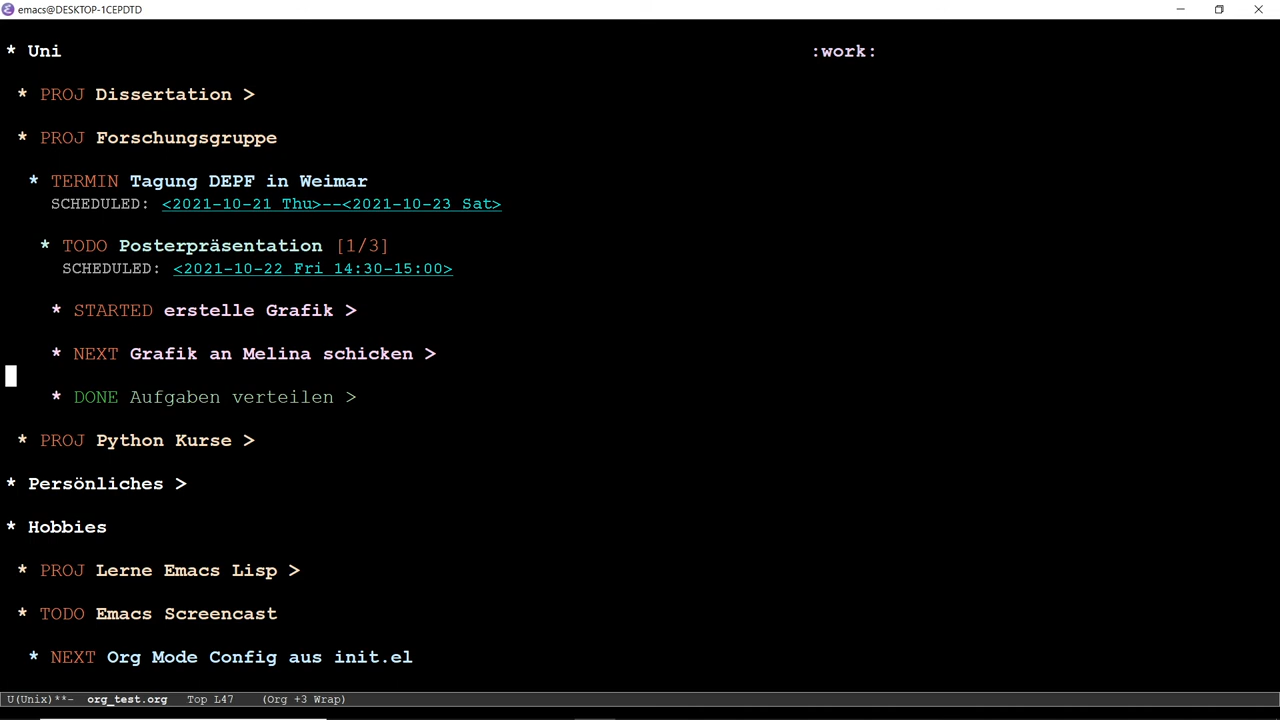 emacs@DESKTOP-1CEPDTD
* Uni :work:
* PROJ Dissertation >
* PROJ Forschungsgruppe
* TERMIN Tagung DEPF in Weimar
SCHEDULED: <2021-10-21 Thu>--<2021-10-23 Sat>
* TODO Posterpräsentation [1/3]
SCHEDULED: <2021-10-22 Fri 14:30-15:00>
* STARTED erstelle Grafik >
* NEXT Grafik an Melina schicken >
* DONE Aufgaben verteilen >
* PROJ Python Kurse >
* Persönliches >
* Hobbies
* PROJ Lerne Emacs Lisp >
* TODO Emacs Screencast
* NEXT Org Mode Config aus init.el
U(Unix)**- org_test.org Top L47 (Org +3 Wrap)